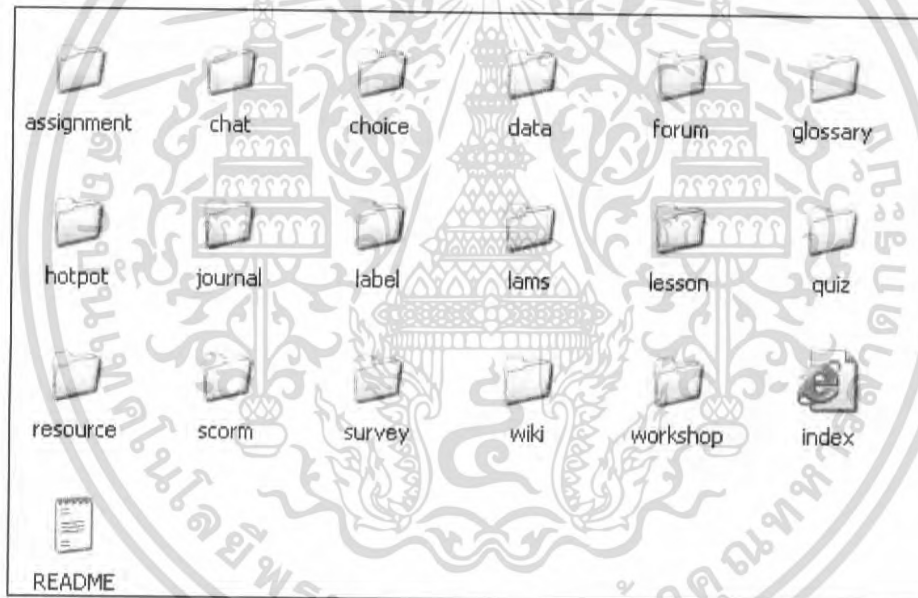 assignment chat choice data forum glossary
hotpot journal label lams lesson quiz
resource scorm survey wiki workshop index
README